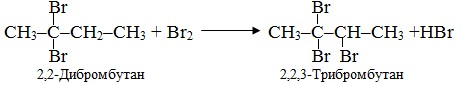 Br Br
CH₃–C–CH₂–CH₃ + Br₂ ⟶ CH₃–C–CH–CH₃ +HBr
Br Br Br
2,2-Дибромбутан 2,2,3-Трибромбутан